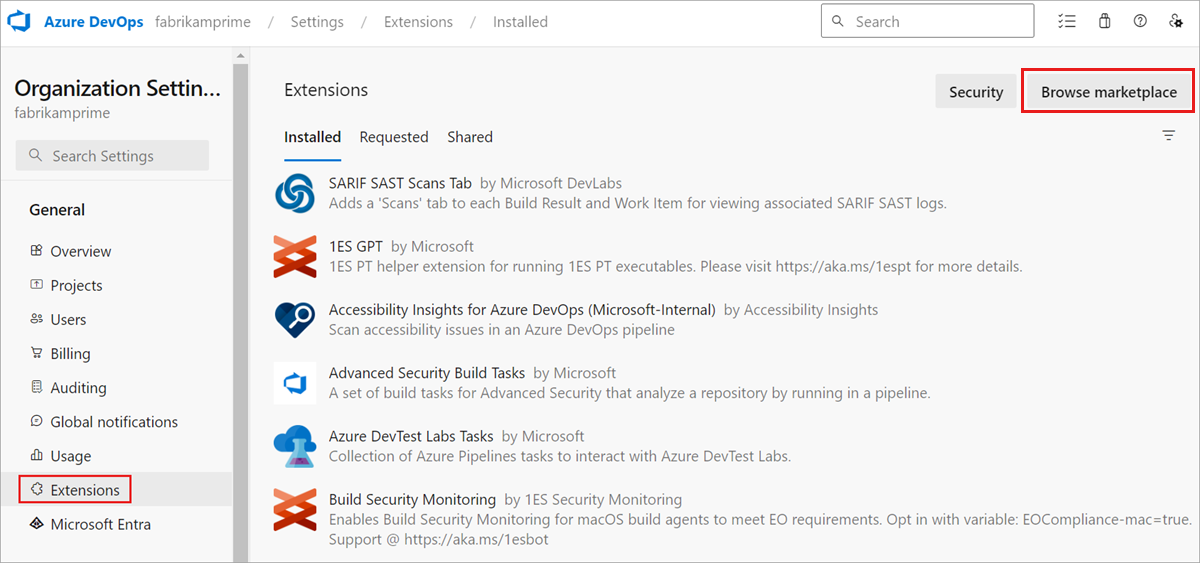 Azure DevOps fabrikamprime / Settings / Extensions / Installed
Search
Organization Settin...
fabrikamprime
Search Settings
General
Overview
Projects
Users
Billing
Auditing
Global notifications
Usage
Extensions
Microsoft Entra
Extensions
Security
Browse marketplace
Installed Requested Shared
SARIF SAST Scans Tab by Microsoft DevLabs
Adds a 'Scans' tab to each Build Result and Work Item for viewing associated SARIF SAST logs.
1ES GPT by Microsoft
1ES PT helper extension for running 1ES PT executables. Please visit https://aka.ms/1espt for more details.
Accessibility Insights for Azure DevOps (Microsoft-Internal) by Accessibility Insights
Scan accessibility issues in an Azure DevOps pipeline
Advanced Security Build Tasks by Microsoft
A set of build tasks for Advanced Security that analyze a repository by running in a pipeline.
Azure DevTest Labs Tasks by Microsoft
Collection of Azure Pipelines tasks to interact with Azure DevTest Labs.
Build Security Monitoring by 1ES Security Monitoring
Enables Build Security Monitoring for macOS build agents to meet EO requirements. Opt in with variable: EOCompliance-mac=true.
Support @ https://aka.ms/1esbot